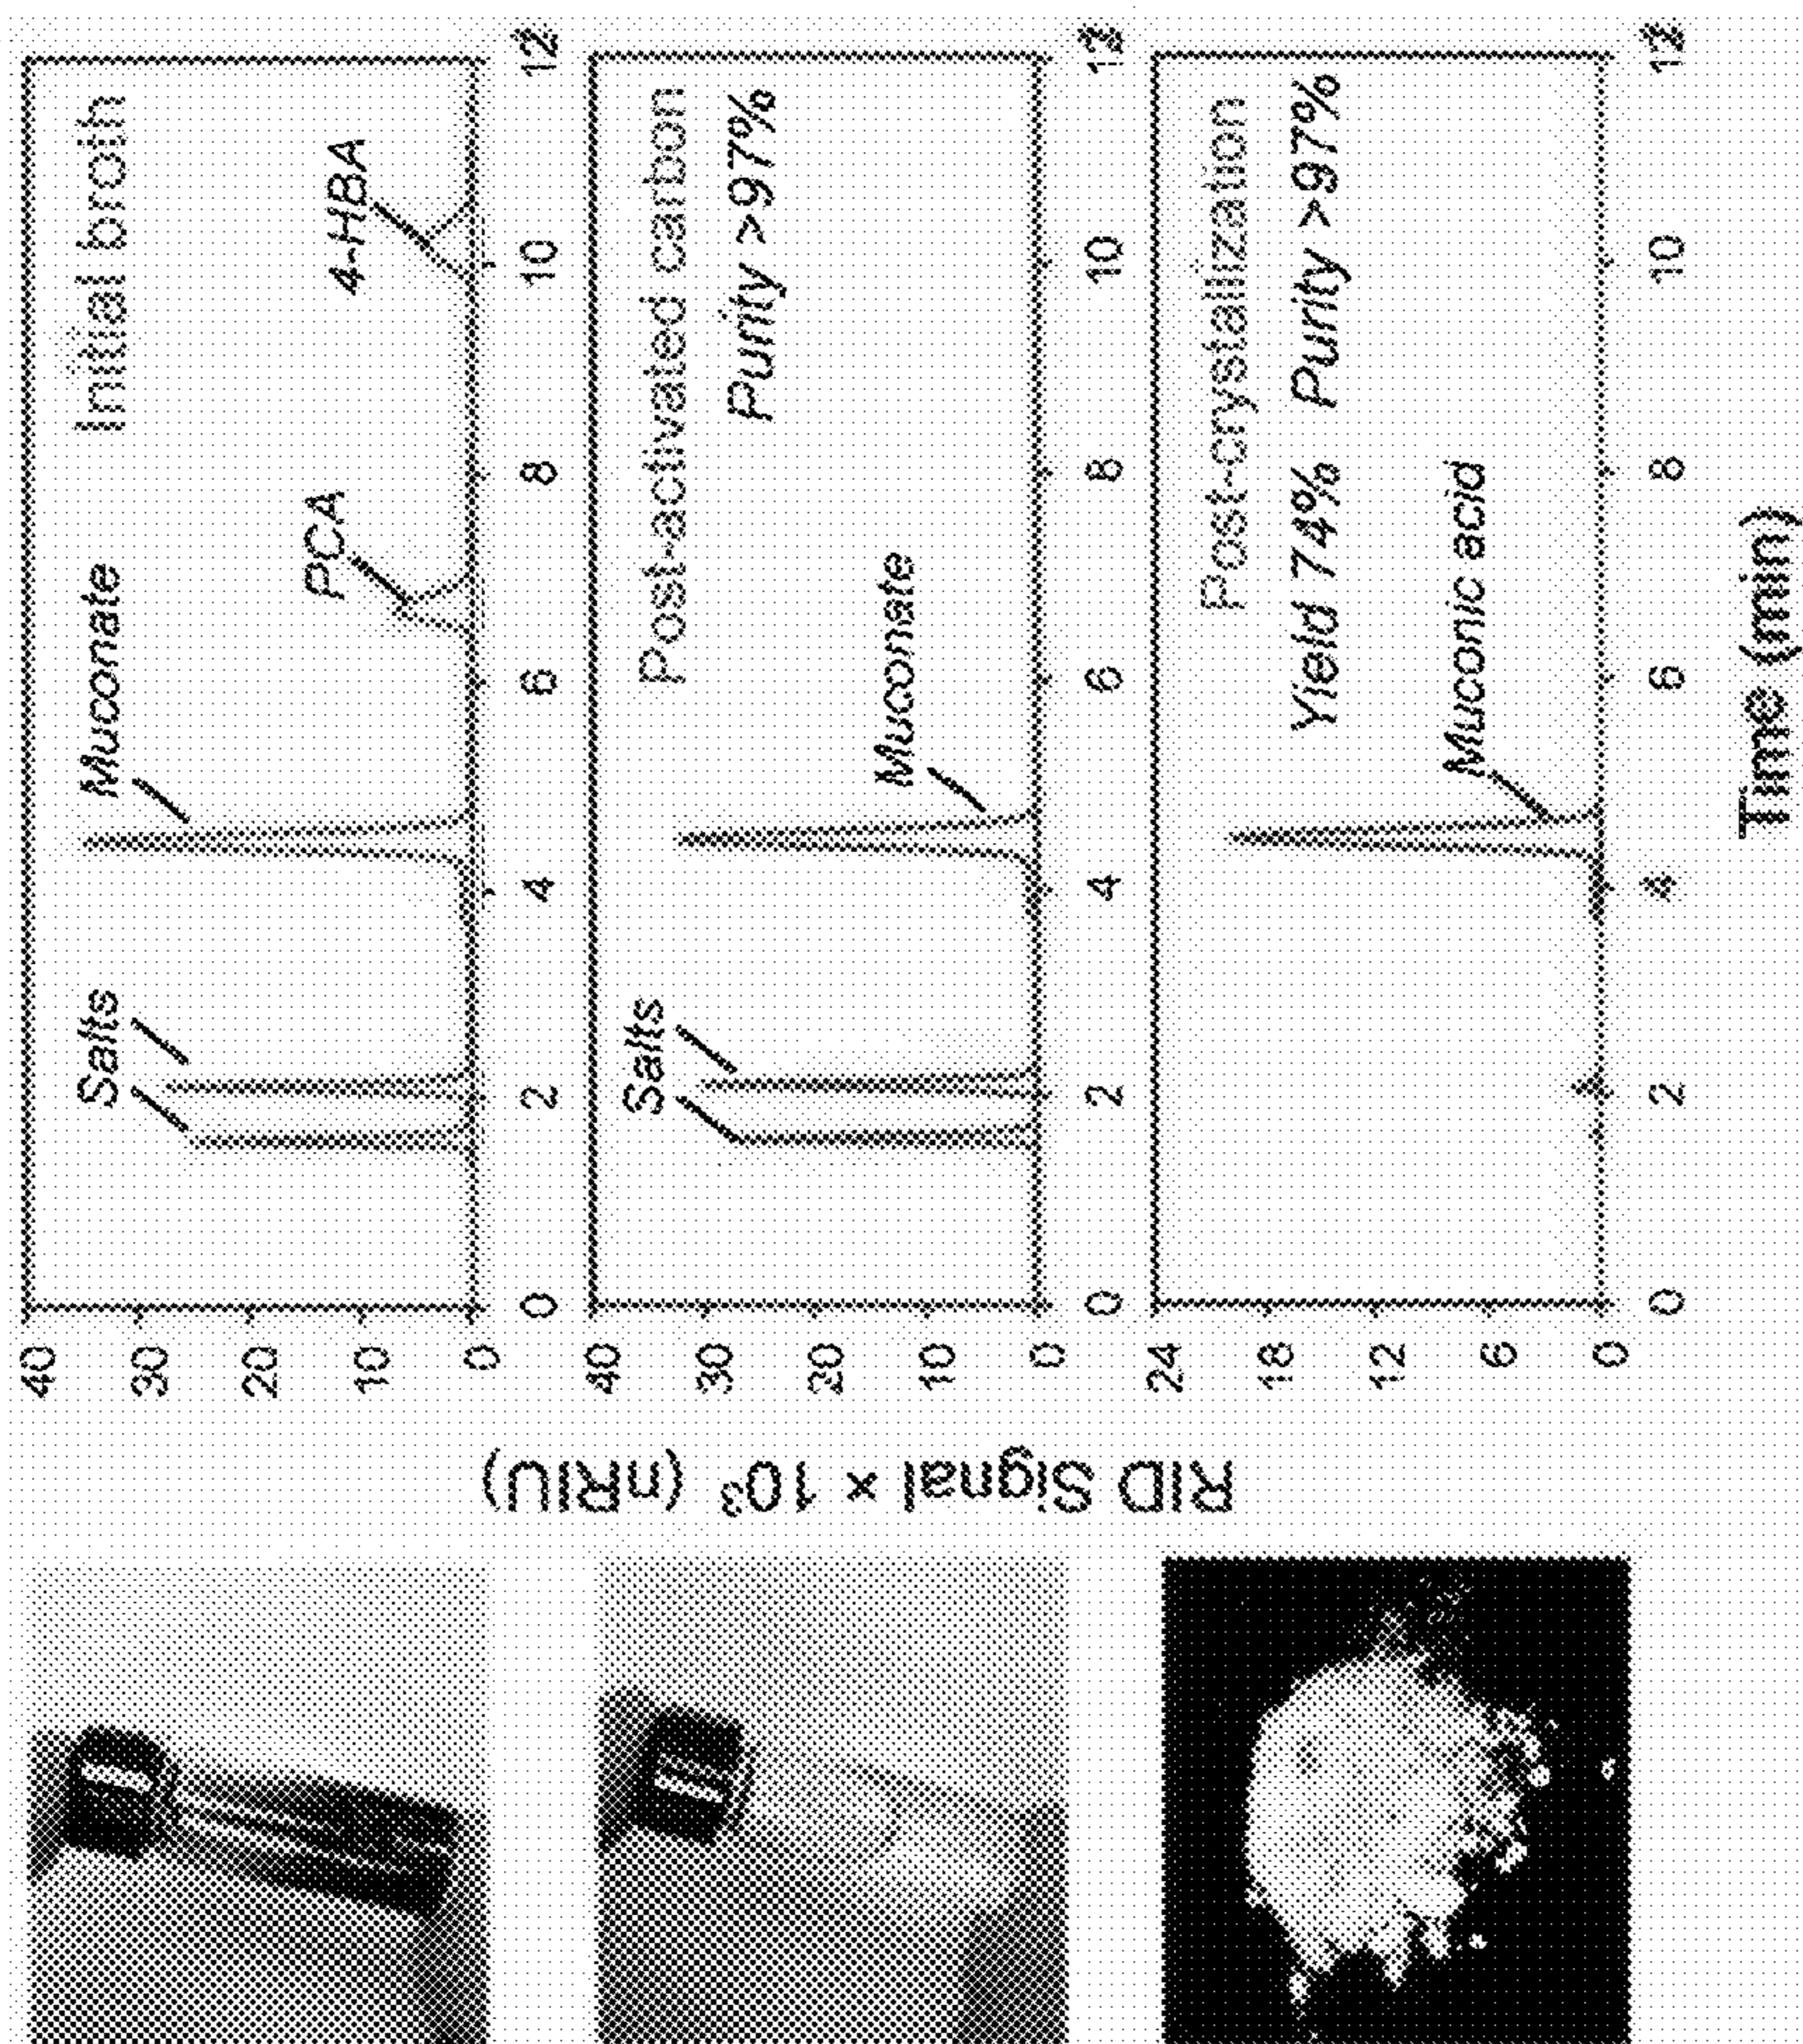 RID Signal × 10³ (nRIU)
Initial broth
Salts
Muconate
PCA
4-HBA
40
30
20
10
0
0 2 4 6 8 10 12
Post-activated carbon
Purity >97%
Salts
Muconate
40
30
20
10
0
0 2 4 6 8 10 12
Post-crystallization
Yield 74% Purity >97%
Muconic acid
24
18
12
6
0
0 2 4 6 8 10 12
Time (min)